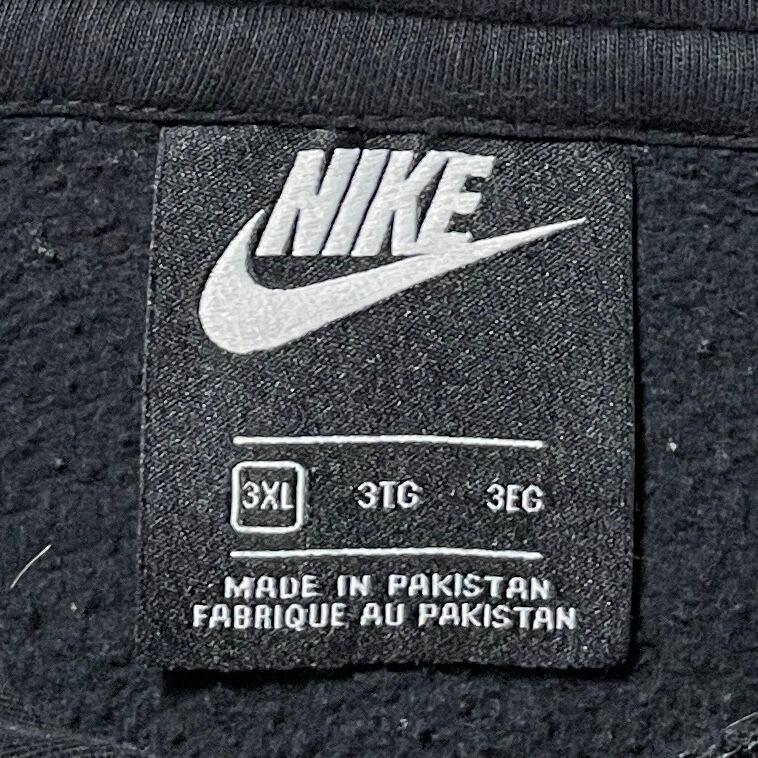 NIKE
3XL 3TG 3EG
MADE IN PAKISTAN
FABRIQUE AU PAKISTAN